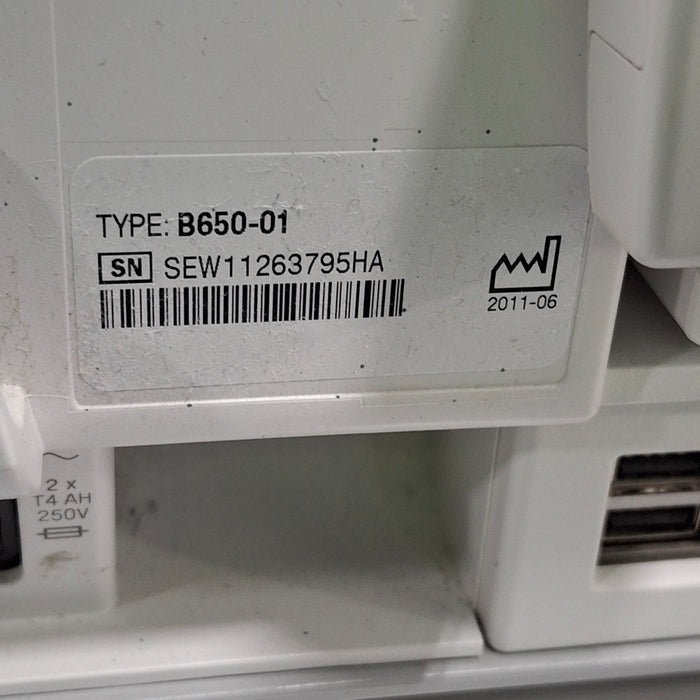 TYPE: B650-01
SN SEW11263795HA
2011-06
2 x
T4 AH
250V